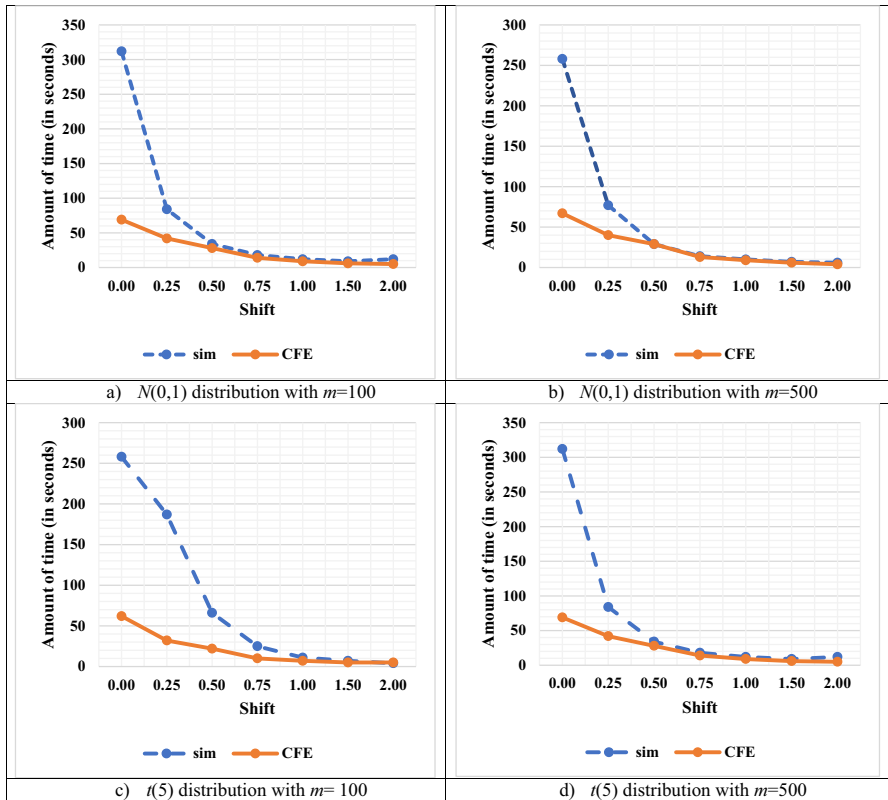 Amount of time (in seconds)
350
300
250
200
150
100
50
0
0.00 0.25 0.50 0.75 1.00 1.50 2.00
Shift
sim CFE
a) N(0,1) distribution with m=100
Amount of time (in seconds)
300
250
200
150
100
50
0
0.00 0.25 0.50 0.75 1.00 1.50 2.00
Shift
sim CFE
b) N(0,1) distribution with m=500
Amount of time (in seconds)
300
250
200
150
100
50
0
0.00 0.25 0.50 0.75 1.00 1.50 2.00
Shift
sim CFE
c) t(5) distribution with m= 100
Amount of time (in seconds)
350
300
250
200
150
100
50
0
0.00 0.25 0.50 0.75 1.00 1.50 2.00
Shift
sim CFE
d) t(5) distribution with m=500